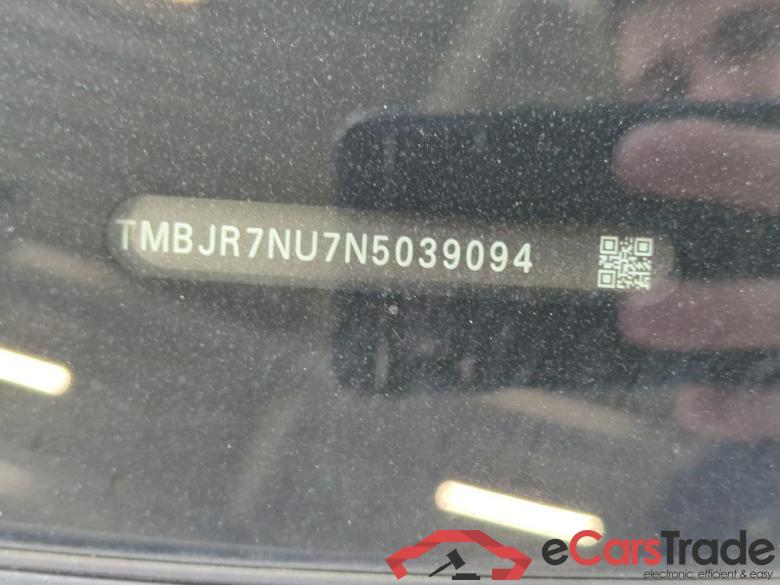 TMBJR7NU7N5039094
eCarsTrade
electronic, efficient & easy